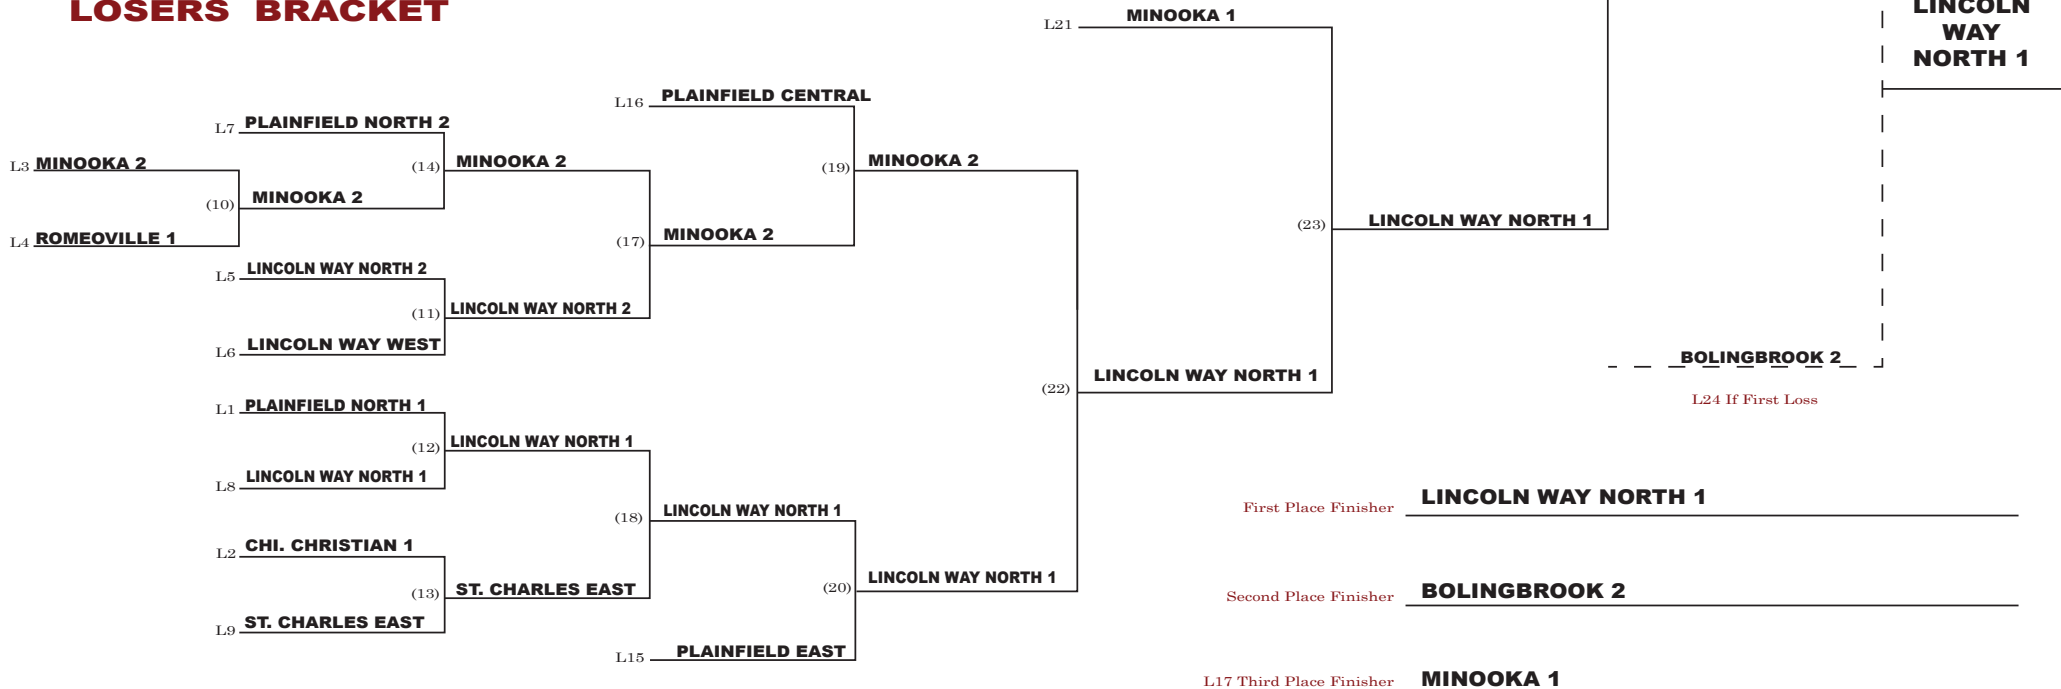 LOSERS BRACKET
LINCOLN
WAY
NORTH 1
L21 MINOOKA 1
L16 PLAINFIELD CENTRAL
L7 PLAINFIELD NORTH 2
L3 MINOOKA 2
(14) MINOOKA 2
(19) MINOOKA 2
(10) MINOOKA 2
L4 ROMEOVILLE 1
(17) MINOOKA 2
(23) LINCOLN WAY NORTH 1
L5 LINCOLN WAY NORTH 2
(11) LINCOLN WAY NORTH 2
L6 LINCOLN WAY WEST
BOLINGBROOK 2
L24 If First Loss
(22) LINCOLN WAY NORTH 1
L1 PLAINFIELD NORTH 1
(12) LINCOLN WAY NORTH 1
L8 LINCOLN WAY NORTH 1
(18) LINCOLN WAY NORTH 1
L2 CHI. CHRISTIAN 1
(13) ST. CHARLES EAST
(20) LINCOLN WAY NORTH 1
L9 ST. CHARLES EAST
L15 PLAINFIELD EAST
First Place Finisher LINCOLN WAY NORTH 1
Second Place Finisher BOLINGBROOK 2
L17 Third Place Finisher MINOOKA 1